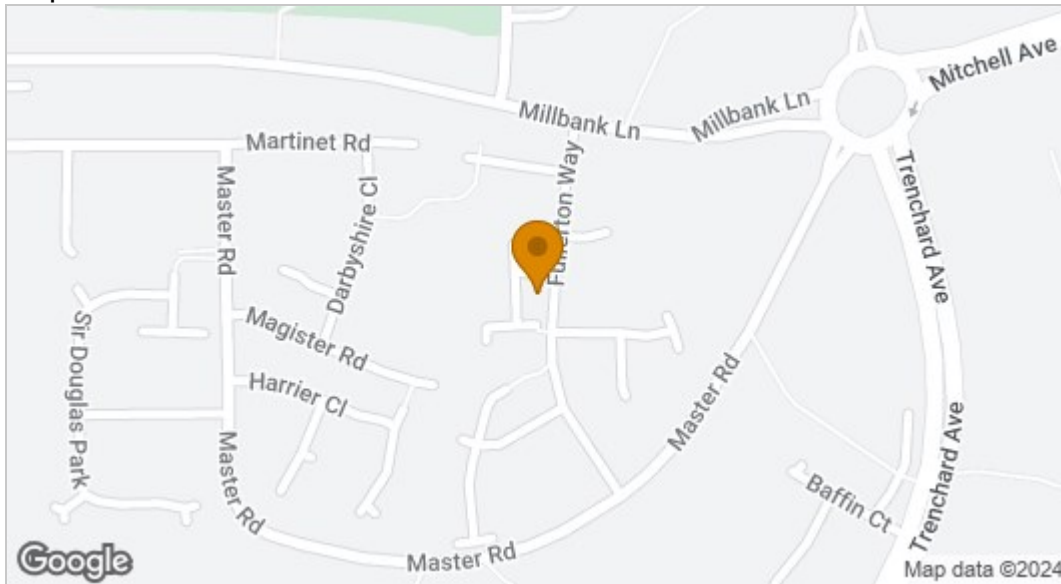 Mitchell Ave
Millbank Ln
Millbank Ln
Martinet Rd
Fullerton Way
Darbyshire Cl
Master Rd
Trenchard Ave
Sir Douglas Park
Magister Rd
Harrier Cl
Master Rd
Master Rd
Trenchard Ave
Baffin Ct
Master Rd
Google
Map data ©2024